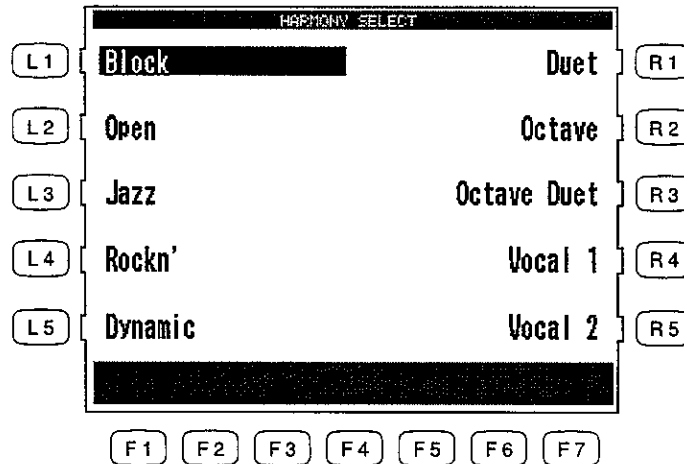 HARMONY SELECT
L1 Block Duet R1
L2 Open Octave R2
L3 Jazz Octave Duet R3
L4 Rockn' Vocal 1 R4
L5 Dynamic Vocal 2 R5
F1 F2 F3 F4 F5 F6 F7